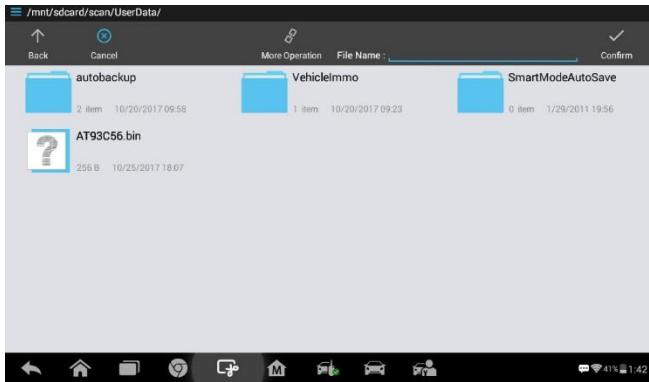 /mnt/sdcard/scan/UserData/
Back Cancel More Operation File Name : Confirm
autobackup VehicleImmo SmartModeAutoSave
2 item 10/20/2017 09:58 1 item 10/20/2017 09:23 0 item 1/29/2011 19:56
AT93C56.bin
256 B 10/25/2017 18:07
M
41% 1:42